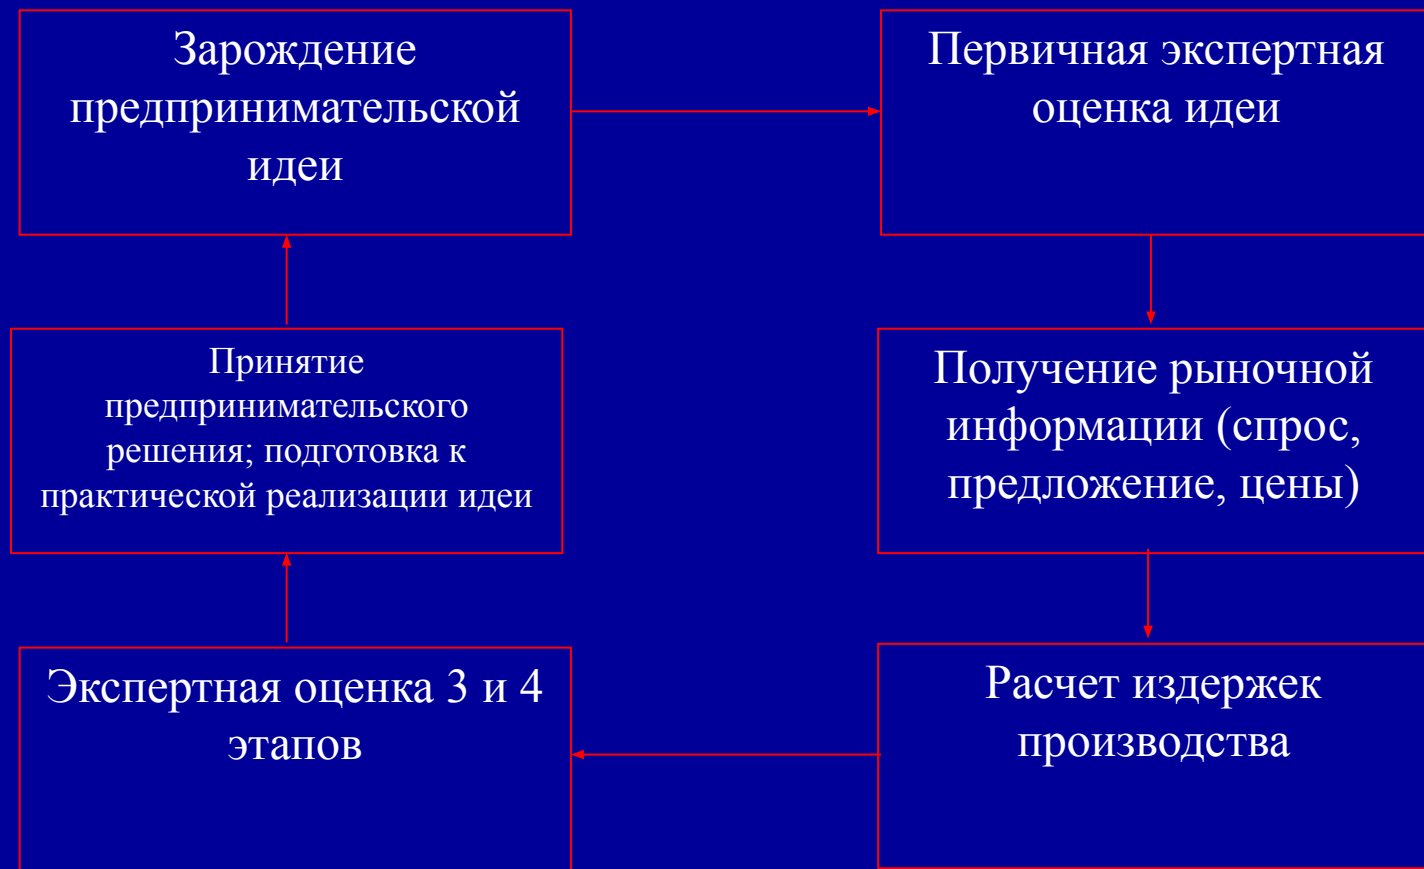 Зарождение
предпринимательской
идеи
Первичная экспертная
оценка идеи
Принятие
предпринимательского
решения; подготовка к
практической реализации идеи
Получение рыночной
информации (спрос,
предложение, цены)
Экспертная оценка 3 и 4
этапов
Расчет издержек
производства